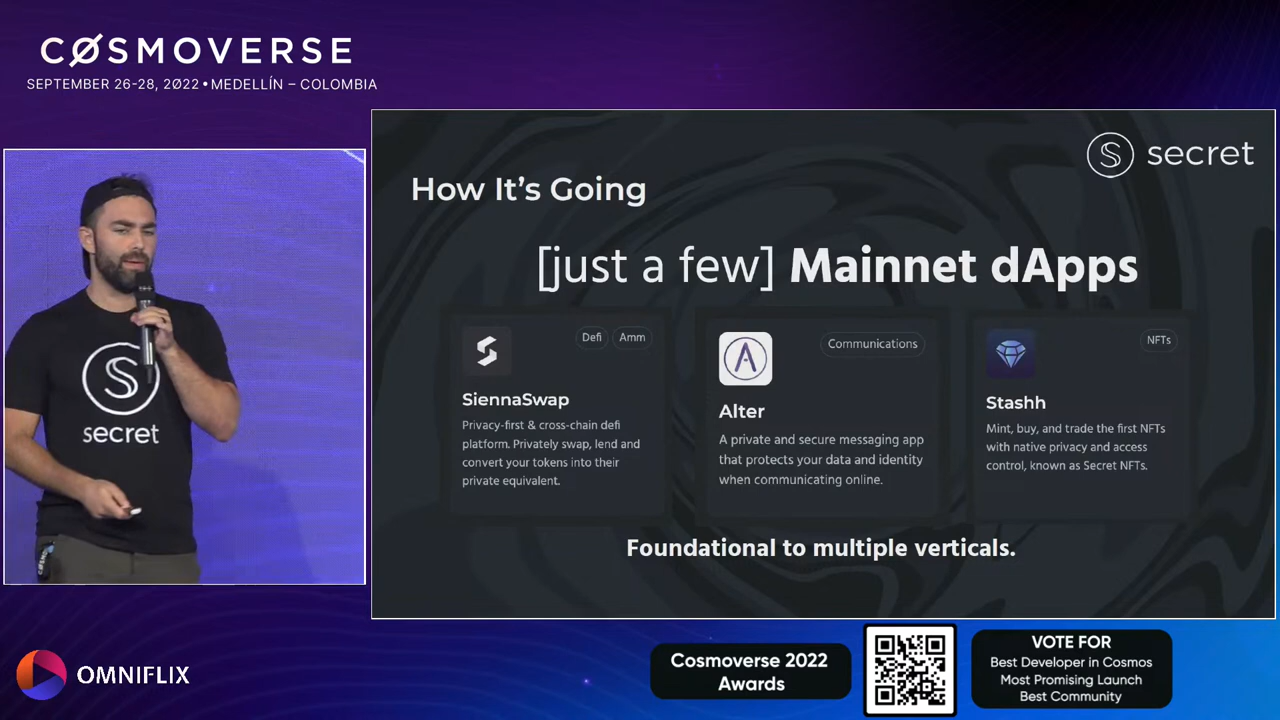 CØSMOVERSE
SEPTEMBER 26-28, 2Ø22 • MEDELLÍN – COLOMBIA
secret
How It's Going
[just a few] Mainnet dApps
Defi
Amm
SiennaSwap
Privacy-first & cross-chain defi
platform. Privately swap, lend and
convert your tokens into their
private equivalent.
Communications
Alter
A private and secure messaging app
that protects your data and identity
when communicating online.
NFTs
Stashh
Mint, buy, and trade the first NFTs
with native privacy and access
control, known as Secret NFTs.
Foundational to multiple verticals.
secret
OMNIFLIX
Cosmoverse 2022
Awards
VOTE FOR
Best Developer in Cosmos
Most Promising Launch
Best Community